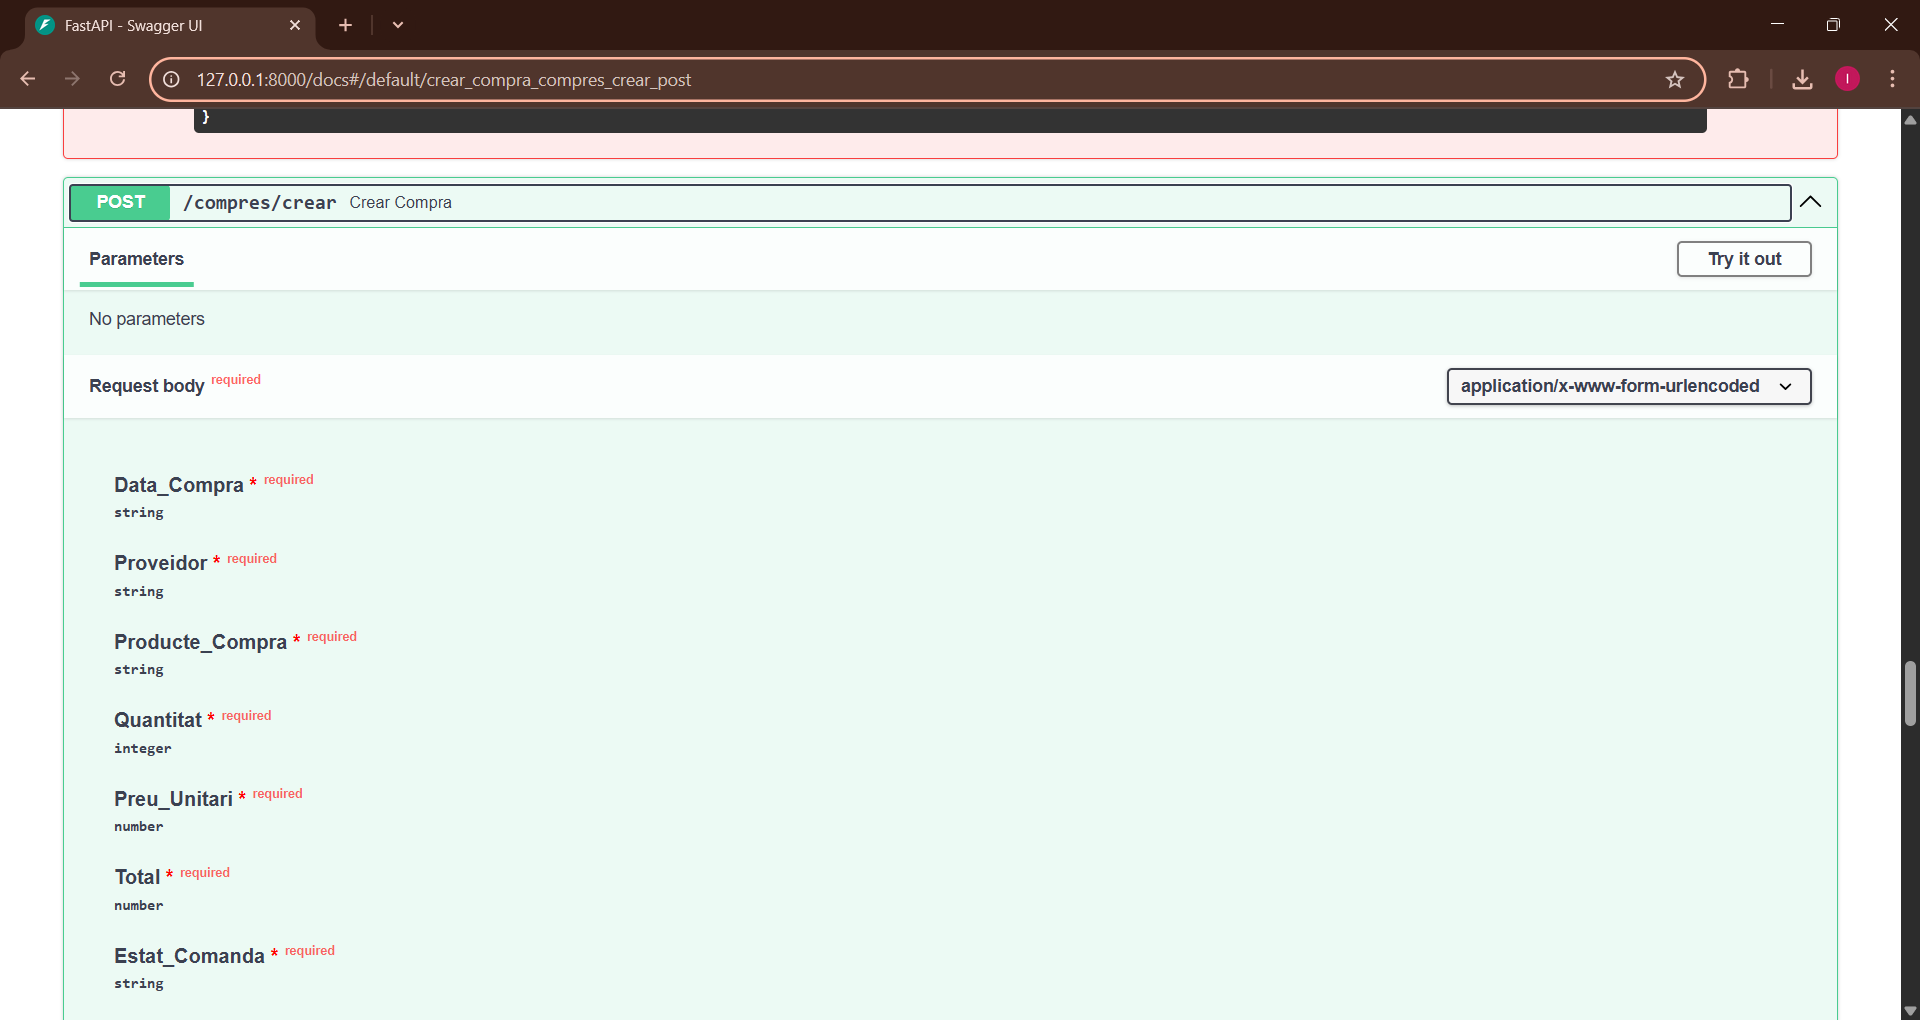 FastAPI - Swagger UI
127.0.0.1:8000/docs#/default/crear_compra_compres_crear_post
I
}
POST /compres/crear Crear Compra
Parameters
Try it out
No parameters
Request body required
application/x-www-form-urlencoded
Data_Compra * required
string
Proveidor * required
string
Producte_Compra * required
string
Quantitat * required
integer
Preu_Unitari * required
number
Total * required
number
Estat_Comanda * required
string